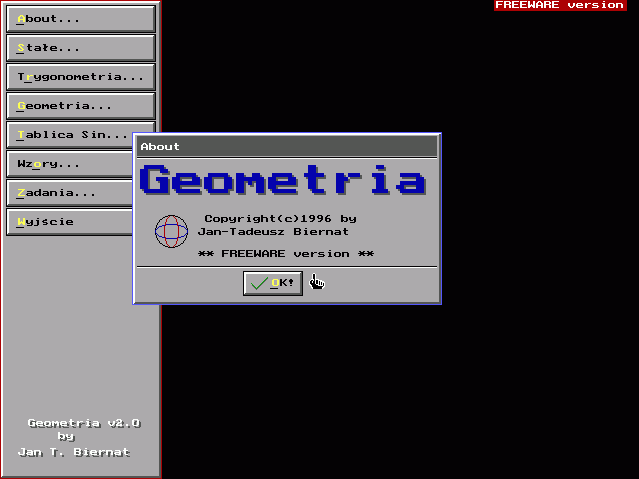 FREEWARE version
About...
Stałe...
Trygonometria...
Geometria...
Tablica Sin...
Wzory...
Zadania...
Wyjście
About
Geometria
Copyright(c)1996 by
Jan-Tadeusz Biernat
** FREEWARE version **
OK!
Geometria v2.0
by
Jan T. Biernat